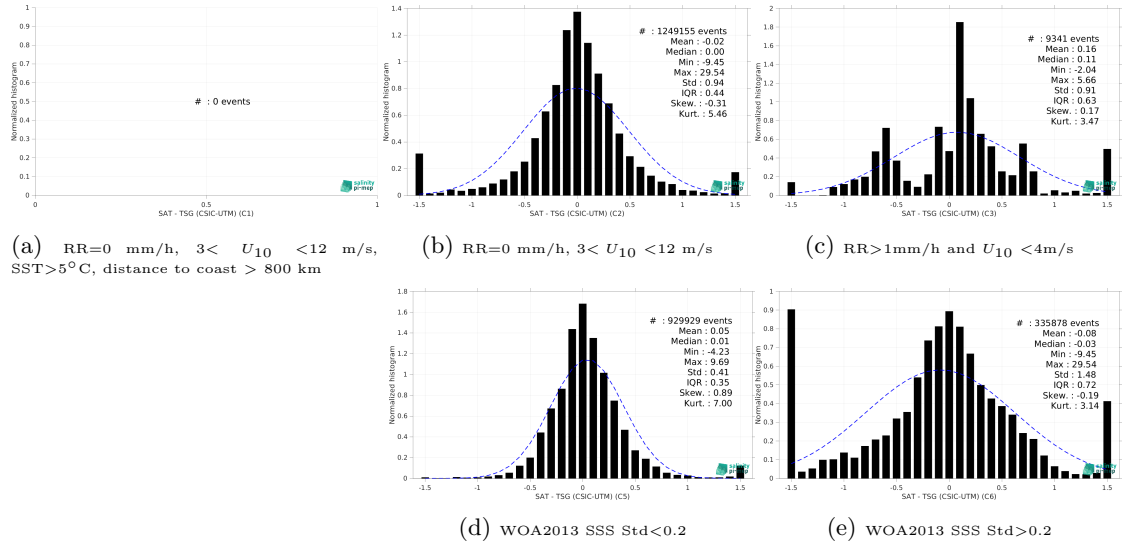 1
0.9
0.8
0.7
0.6
0.5
0.4
0.3
0.2
0.1
0
Normalized histogram
# : 0 events
salinity
pi-mep
0 0.5 1
SAT - TSG (CSIC-UTM) (C1)
(a) RR=0 mm/h, 3< U10 <12 m/s,
SST>5°C, distance to coast > 800 km
1.4
1.2
1
0.8
0.6
0.4
0.2
0
Normalized histogram
# : 1249155 events
Mean : -0.02
Median : 0.00
Min : -9.45
Max : 29.54
Std : 0.94
IQR : 0.44
Skew. : -0.31
Kurt. : 5.46
salinity
pi-mep
-1.5 -1 -0.5 0 0.5 1 1.5
SAT - TSG (CSIC-UTM) (C2)
(b) RR=0 mm/h, 3< U10 <12 m/s
2
1.8
1.6
1.4
1.2
1
0.8
0.6
0.4
0.2
0
Normalized histogram
# : 9341 events
Mean : 0.16
Median : 0.11
Min : -2.04
Max : 5.66
Std : 0.91
IQR : 0.63
Skew. : 0.17
Kurt. : 3.47
salinity
pi-mep
-1.5 -1 -0.5 0 0.5 1 1.5
SAT - TSG (CSIC-UTM) (C3)
(c) RR>1mm/h and U10 <4m/s
1.8
1.6
1.4
1.2
1
0.8
0.6
0.4
0.2
0
Normalized histogram
# : 929929 events
Mean : 0.05
Median : 0.01
Min : -4.23
Max : 9.69
Std : 0.41
IQR : 0.35
Skew. : 0.89
Kurt. : 7.00
salinity
pi-mep
-1.5 -1 -0.5 0 0.5 1 1.5
SAT - TSG (CSIC-UTM) (C5)
(d) WOA2013 SSS Std<0.2
1
0.9
0.8
0.7
0.6
0.5
0.4
0.3
0.2
0.1
0
Normalized histogram
# : 335878 events
Mean : -0.08
Median : -0.03
Min : -9.45
Max : 29.54
Std : 1.48
IQR : 0.72
Skew. : -0.19
Kurt. : 3.14
salinity
pi-mep
-1.5 -1 -0.5 0 0.5 1 1.5
SAT - TSG (CSIC-UTM) (C6)
(e) WOA2013 SSS Std>0.2